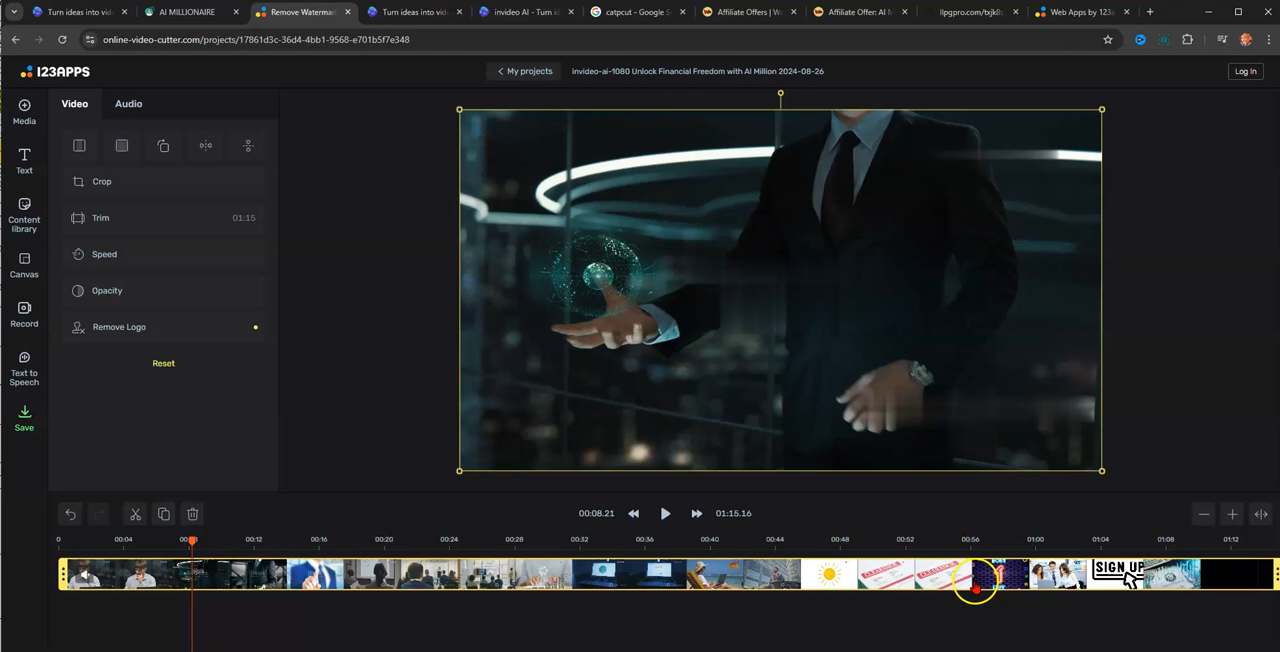 Turn ideas into vid
AI MILLIONAIRE
Remove Waterma
Turn ideas into vid
invideo AI - Turn id
catpcut - Google S
Affiliate Offers | W
Affiliate Offer: AI M
llpgpro.com/txjk8s
Web Apps by 123a
online-video-cutter.com/projects/17861d3c-36d4-4bb1-9568-e701b5f7e348
123APPS
My projects
invideo-ai-1080 Unlock Financial Freedom with AI Million 2024-08-26
Log In
Media
Text
Content library
Canvas
Record
Text to Speech
Save
Video
Audio
Crop
Trim
01:15
Speed
Opacity
Remove Logo
Reset
00:08.21
01:15.16
0
00:04
00:12
00:16
00:20
00:24
00:28
00:32
00:36
00:40
00:44
00:48
00:52
00:56
01:00
01:04
01:08
01:12
SIGN UP